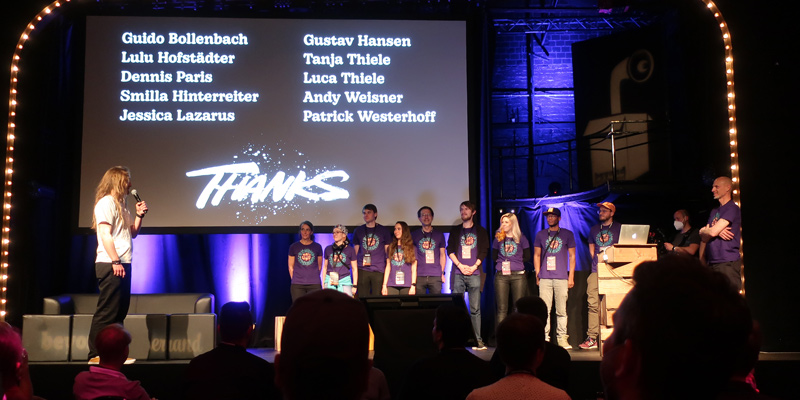 Guido Bollenbach
Lulu Hofstädter
Dennis Paris
Smilla Hinterreiter
Jessica Lazarus
Gustav Hansen
Tanja Thiele
Luca Thiele
Andy Weisner
Patrick Westerhoff
THANKS